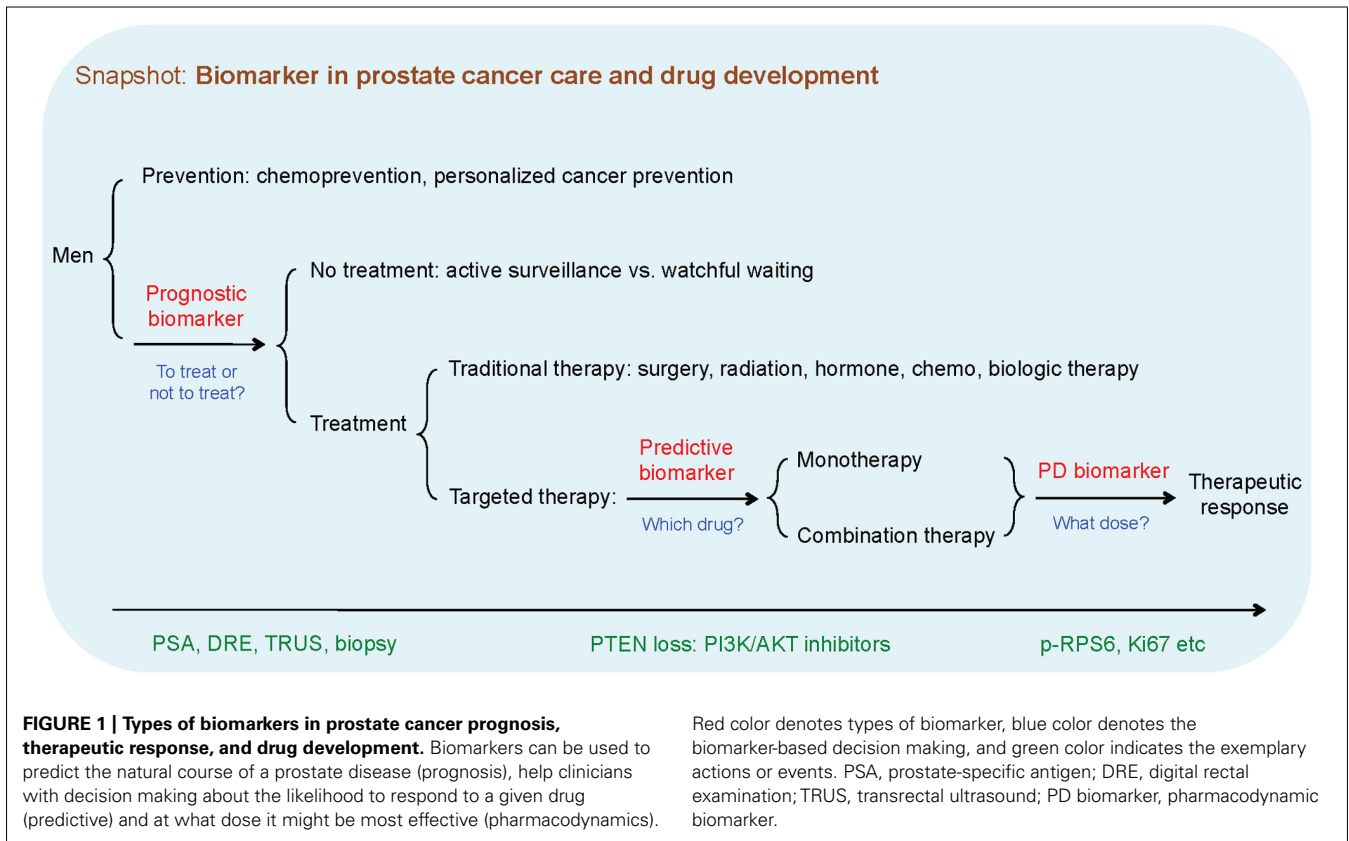 Snapshot: Biomarker in prostate cancer care and drug development
Prevention: chemoprevention, personalized cancer prevention
Men
Prognostic
biomarker
To treat or
not to treat?
No treatment: active surveillance vs. watchful waiting
Treatment
Traditional therapy: surgery, radiation, hormone, chemo, biologic therapy
Targeted therapy:
Predictive
biomarker
Which drug?
Monotherapy
Combination therapy
PD biomarker
What dose?
Therapeutic
response
PSA, DRE, TRUS, biopsy
PTEN loss: PI3K/AKT inhibitors
p-RPS6, Ki67 etc
FIGURE 1 | Types of biomarkers in prostate cancer prognosis,
therapeutic response, and drug development. Biomarkers can be used to
predict the natural course of a prostate disease (prognosis), help clinicians
with decision making about the likelihood to respond to a given drug
(predictive) and at what dose it might be most effective (pharmacodynamics).
Red color denotes types of biomarker, blue color denotes the
biomarker-based decision making, and green color indicates the exemplary
actions or events. PSA, prostate-specific antigen; DRE, digital rectal
examination; TRUS, transrectal ultrasound; PD biomarker, pharmacodynamic
biomarker.